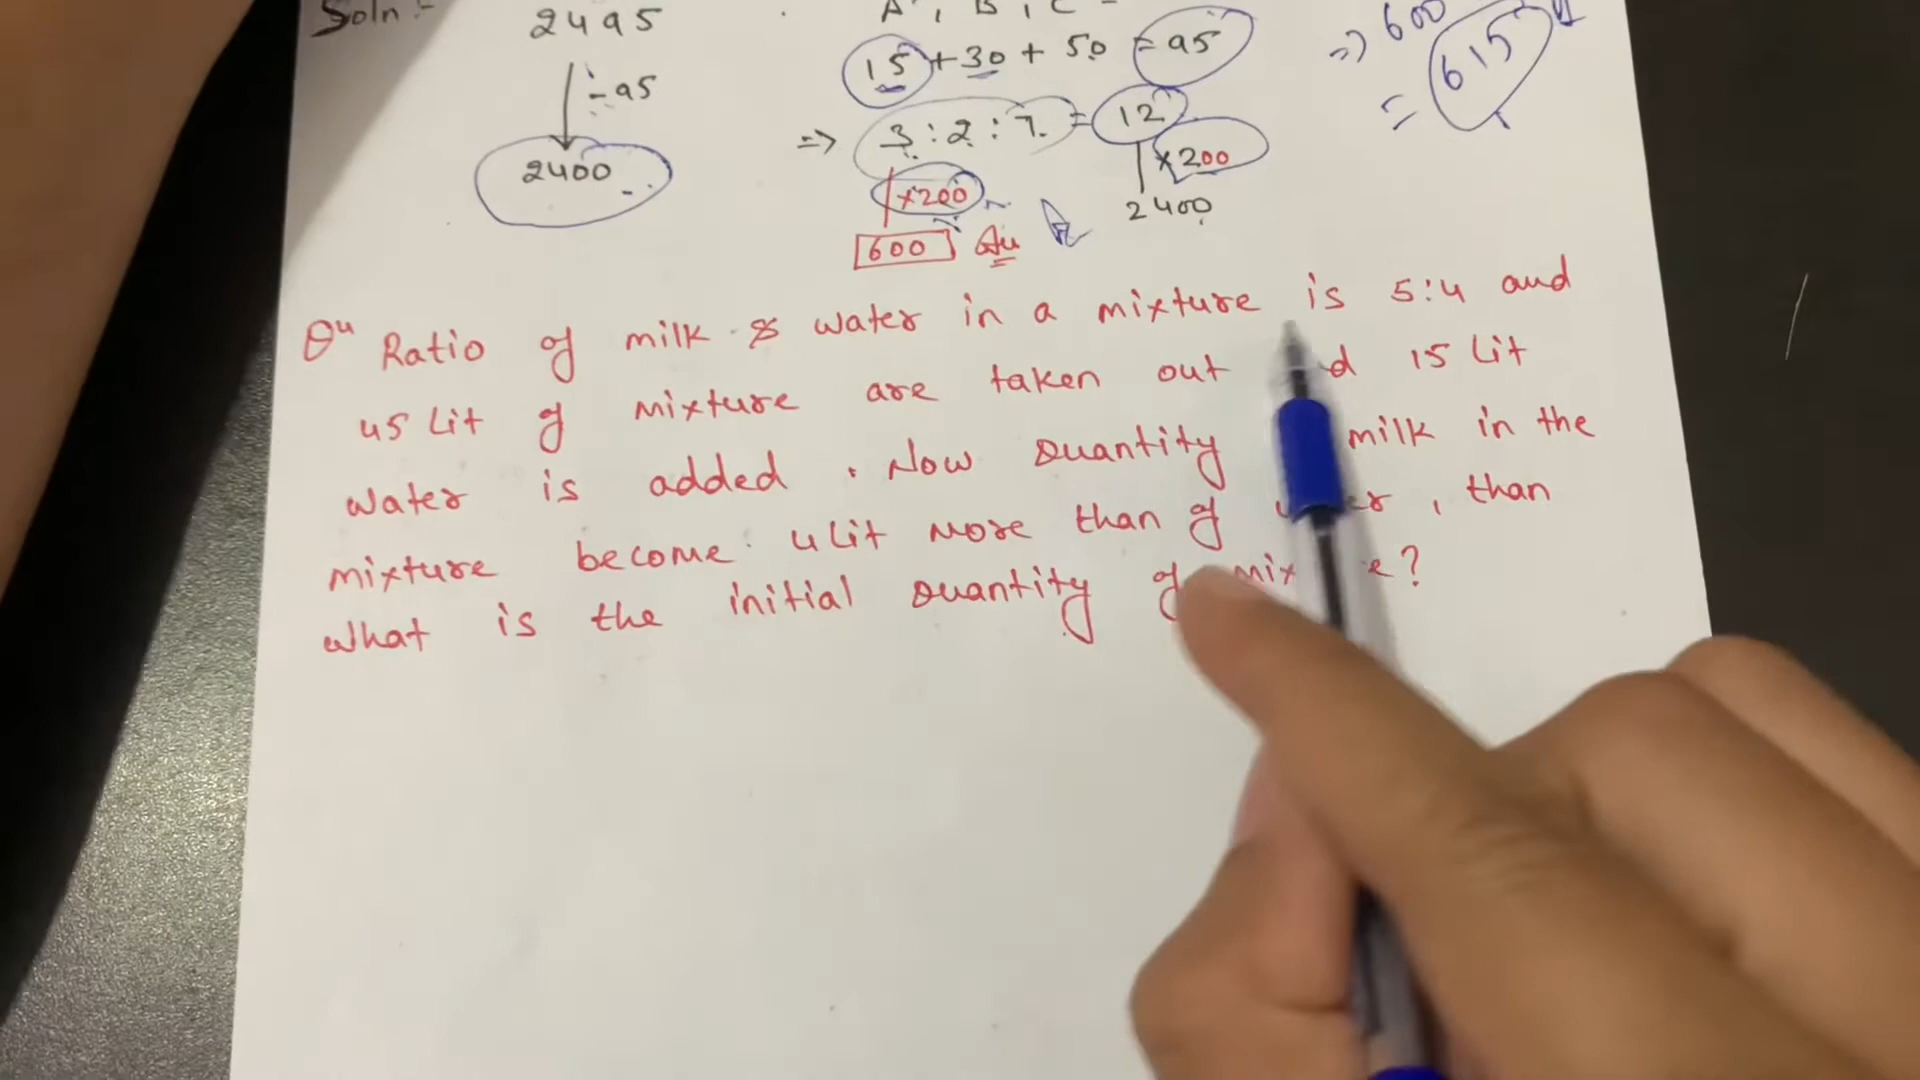 Soln :-
2495
A , B , C
15 + 30 + 50 = 95
⇒ 600
615
- 95
⇒ 3 : 2 : 7 = 12
=
2400
×200
×200
600 Au
2400
Qu Ratio of milk & water in a mixture is 5:4 and
45 Lit of mixture are taken out 15 Lit
water is added . Now Quantity milk in the
mixture become 4 Lit more than of , than
what is the initial Quantity of